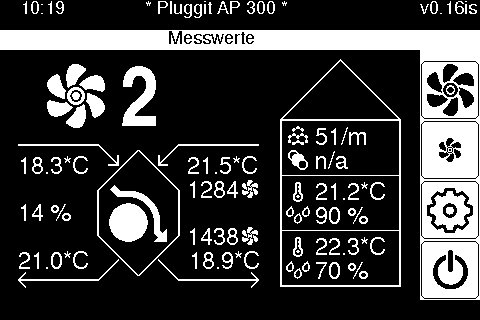 10:19 * Pluggit AP 300 * v0.16is
Messwerte
2
18.3*C 21.5*C
1284
14 %
1438
21.0*C 18.9*C
51/m
n/a
21.2*C
90 %
22.3*C
70 %